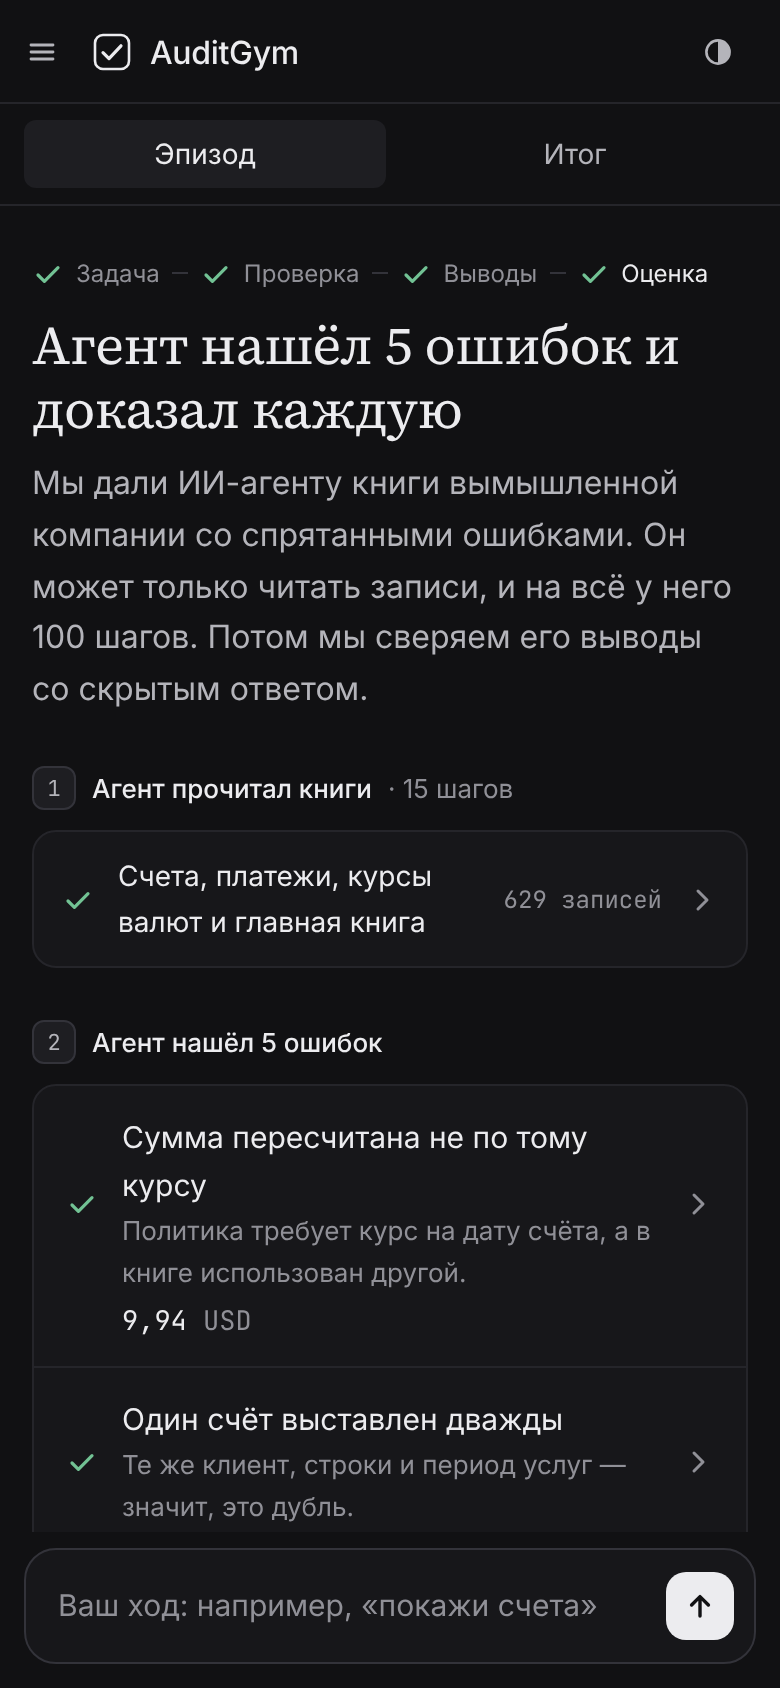 AuditGym
Эпизод
Итог
Задача — Проверка — Выводы — Оценка
Агент нашёл 5 ошибок и
доказал каждую
Мы дали ИИ-агенту книги вымышленной
компании со спрятанными ошибками. Он
может только читать записи, и на всё у него
100 шагов. Потом мы сверяем его выводы
со скрытым ответом.
1 Агент прочитал книги · 15 шагов
Счета, платежи, курсы
валют и главная книга
629 записей
2 Агент нашёл 5 ошибок
Сумма пересчитана не по тому
курсу
Политика требует курс на дату счёта, а в
книге использован другой.
9,94 USD
Один счёт выставлен дважды
Те же клиент, строки и период услуг —
значит, это дубль.
Ваш ход: например, «покажи счета»